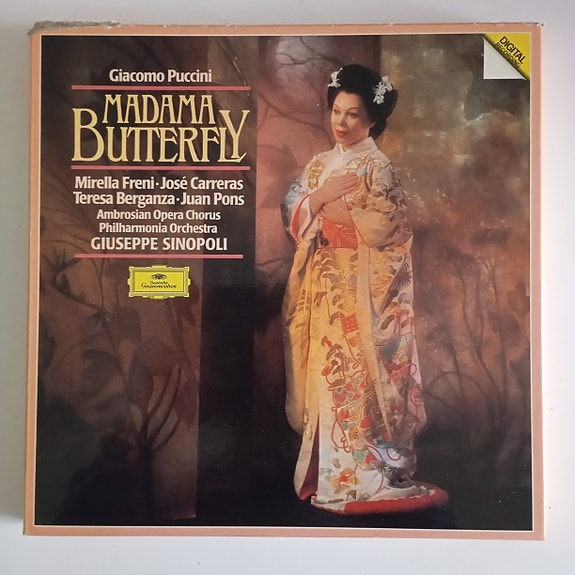 Giacomo Puccini
MADAMA
BUTTERFLY
Mirella Freni·José Carreras
Teresa Berganza·Juan Pons
Ambrosian Opera Chorus
Philharmonia Orchestra
GIUSEPPE SINOPOLI
Deutsche
Grammophon
DIGITAL
RECORDING